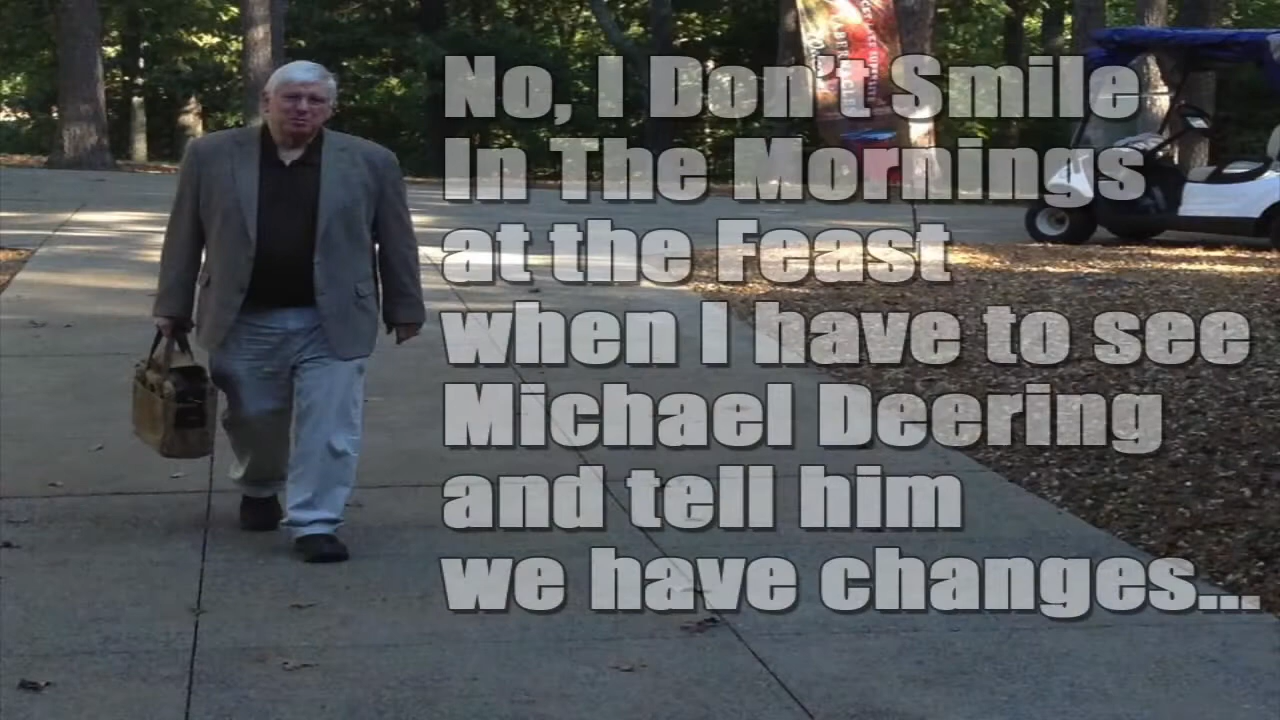 No, I Don't Smile
In The Mornings
at the Feast
when I have to see
Michael Deering
and tell him
we have changes...